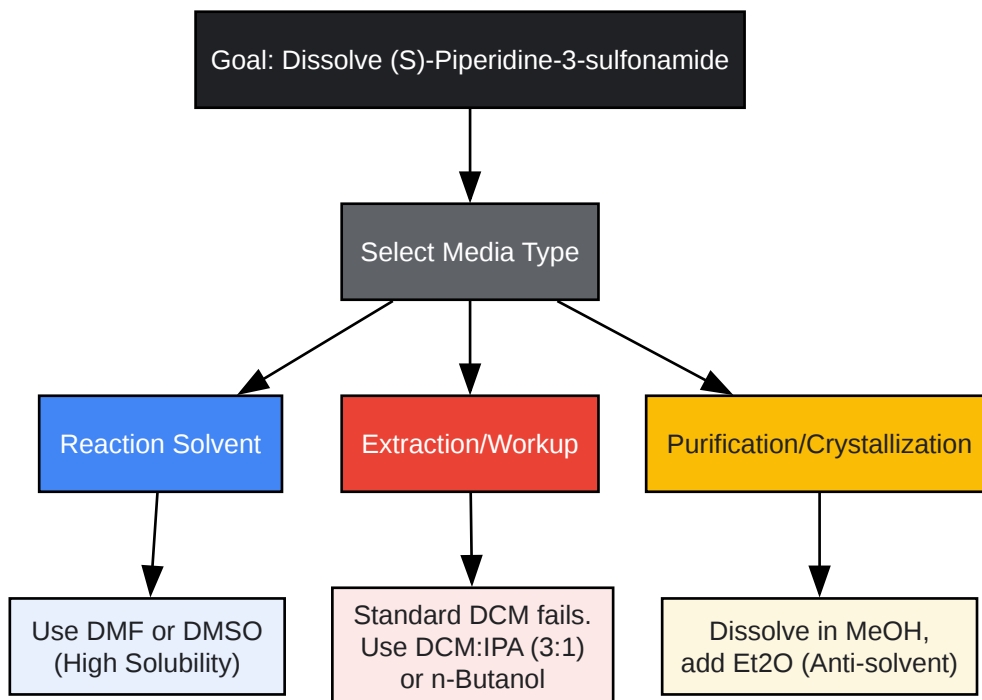 Goal: Dissolve (S)-Piperidine-3-sulfonamide
Select Media Type
Reaction Solvent
Extraction/Workup
Purification/Crystallization
Use DMF or DMSO
(High Solubility)
Standard DCM fails.
Use DCM:IPA (3:1)
or n-Butanol
Dissolve in MeOH,
add Et2O (Anti-solvent)